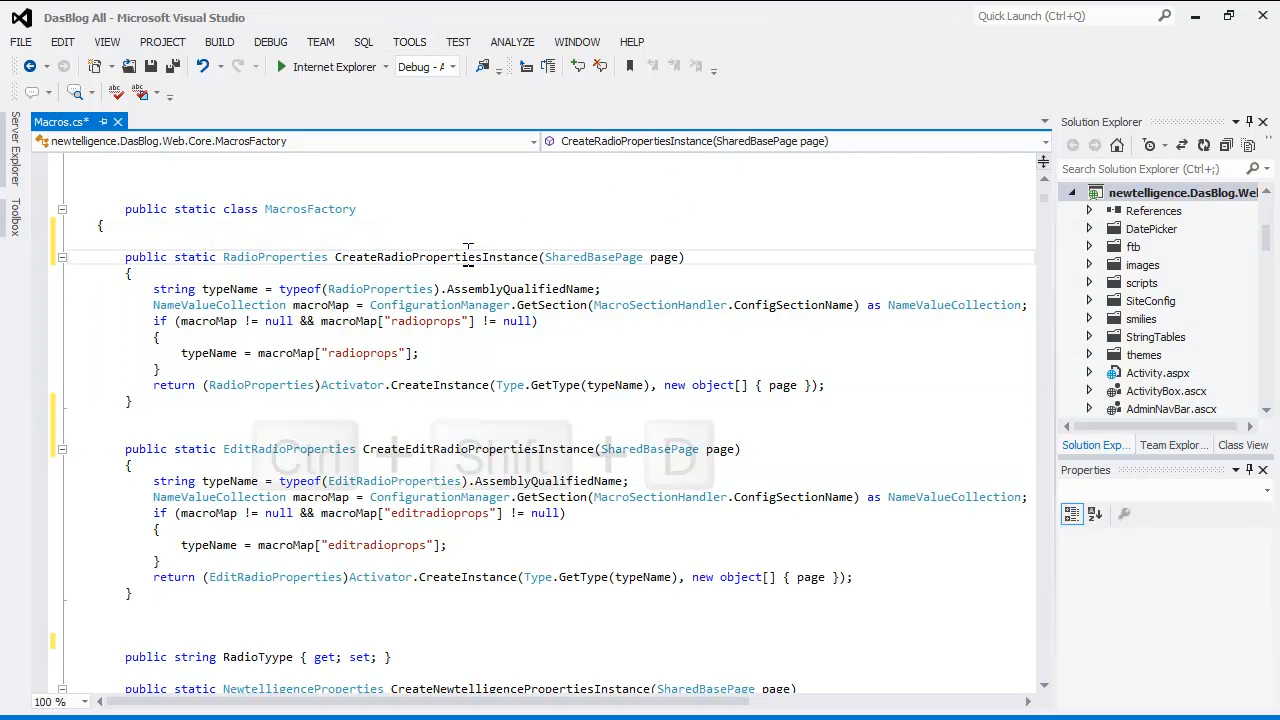 DasBlog All - Microsoft Visual Studio
Quick Launch (Ctrl+Q)
FILE EDIT VIEW PROJECT BUILD DEBUG TEAM SQL TOOLS TEST ANALYZE WINDOW HELP
Internet Explorer Debug - A
abc abc
Macros.cs*
newtelligence.DasBlog.Web.Core.MacrosFactory CreateRadioPropertiesInstance(SharedBasePage page)
Server Explorer
Toolbox
public static class MacrosFactory
{
public static RadioProperties CreateRadioPropertiesInstance(SharedBasePage page)
{
string typeName = typeof(RadioProperties).AssemblyQualifiedName;
NameValueCollection macroMap = ConfigurationManager.GetSection(MacroSectionHandler.ConfigSectionName) as NameValueCollection;
if (macroMap != null && macroMap["radioprops"] != null)
{
typeName = macroMap["radioprops"];
}
return (RadioProperties)Activator.CreateInstance(Type.GetType(typeName), new object[] { page });
}
Ctrl + Shift + D
public static EditRadioProperties CreateEditRadioPropertiesInstance(SharedBasePage page)
{
string typeName = typeof(EditRadioProperties).AssemblyQualifiedName;
NameValueCollection macroMap = ConfigurationManager.GetSection(MacroSectionHandler.ConfigSectionName) as NameValueCollection;
if (macroMap != null && macroMap["editradioprops"] != null)
{
typeName = macroMap["editradioprops"];
}
return (EditRadioProperties)Activator.CreateInstance(Type.GetType(typeName), new object[] { page });
}
public string RadioTyype { get; set; }
public static NewtelligenceProperties CreateNewtelligencePropertiesInstance(SharedBasePage page)
100 %
Solution Explorer
Search Solution Explorer (Ctrl+;)
newtelligence.DasBlog.Wel
References
DatePicker
ftb
images
scripts
SiteConfig
smilies
StringTables
themes
Activity.aspx
ActivityBox.ascx
AdminNavBar.ascx
Solution Exp... Team Explor... Class View
Properties